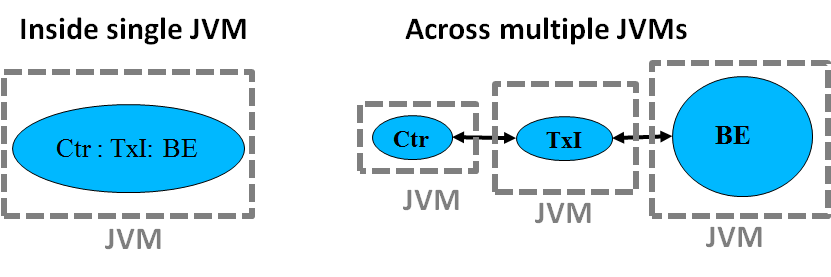 Inside single JVM
Ctr : TxI: BE
JVM
Across multiple JVMs
Ctr
TxI
BE
JVM
JVM
JVM